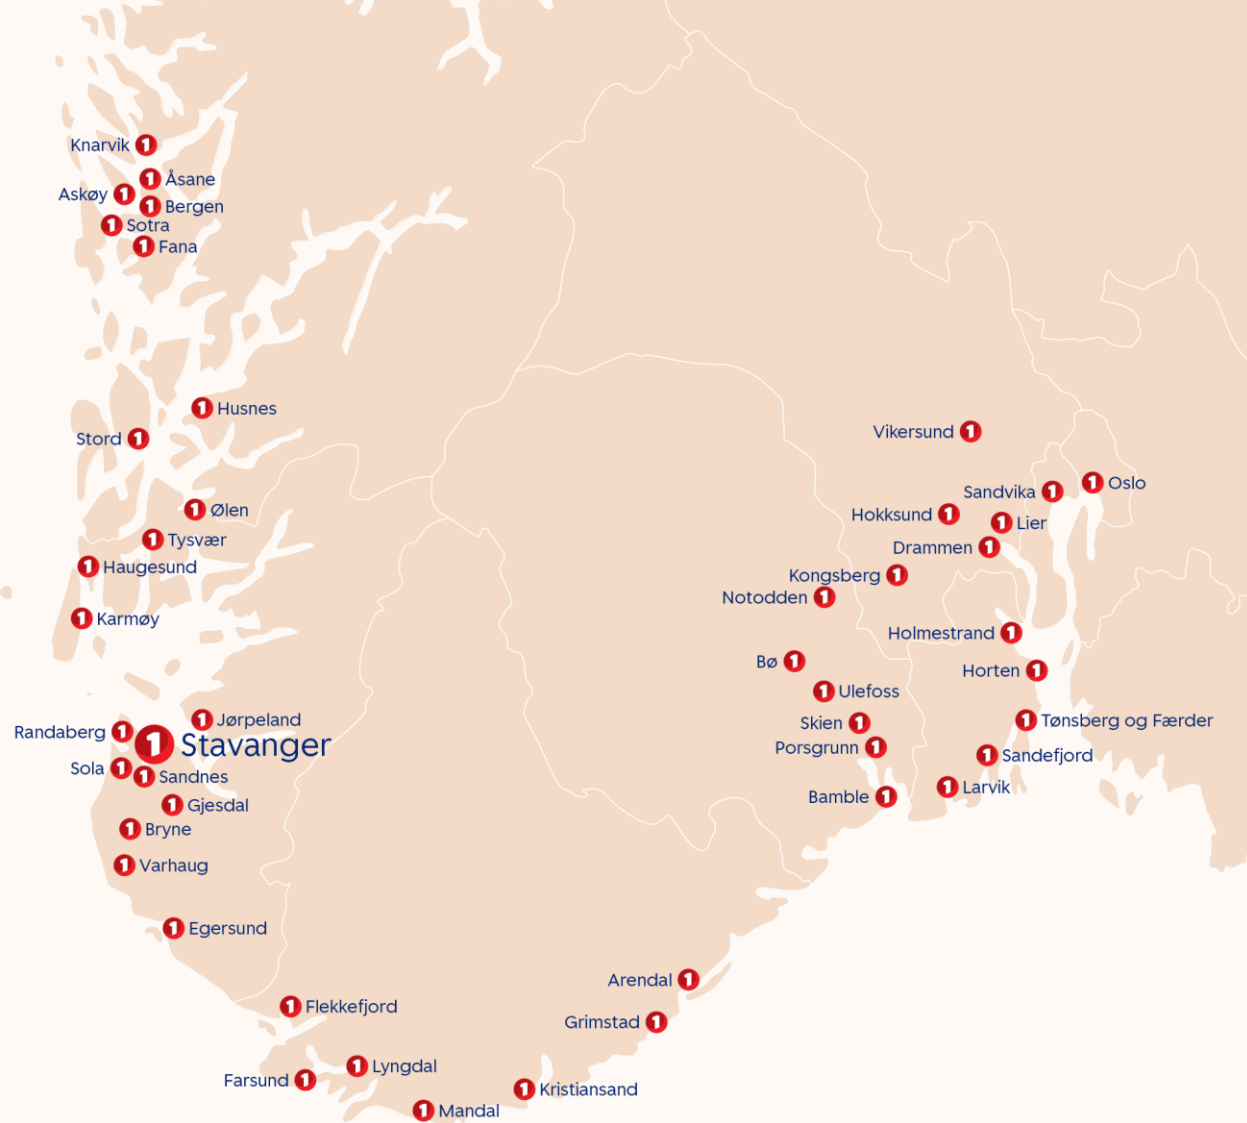 Knarvik
Åsane
Askøy
Bergen
Sotra
Fana
Husnes
Stord
Vikersund
Oslo
Sandvika
Ølen
Hokksund
Lier
Tysvær
Drammen
Haugesund
Kongsberg
Notodden
Karmøy
Holmestrand
Bø
Horten
Ulefoss
Jørpeland
Tønsberg og Færder
Skien
Randaberg
Stavanger
Porsgrunn
Sandefjord
Sola
Sandnes
Larvik
Bamble
Gjesdal
Bryne
Varhaug
Egersund
Arendal
Flekkefjord
Grimstad
Lyngdal
Farsund
Kristiansand
Mandal